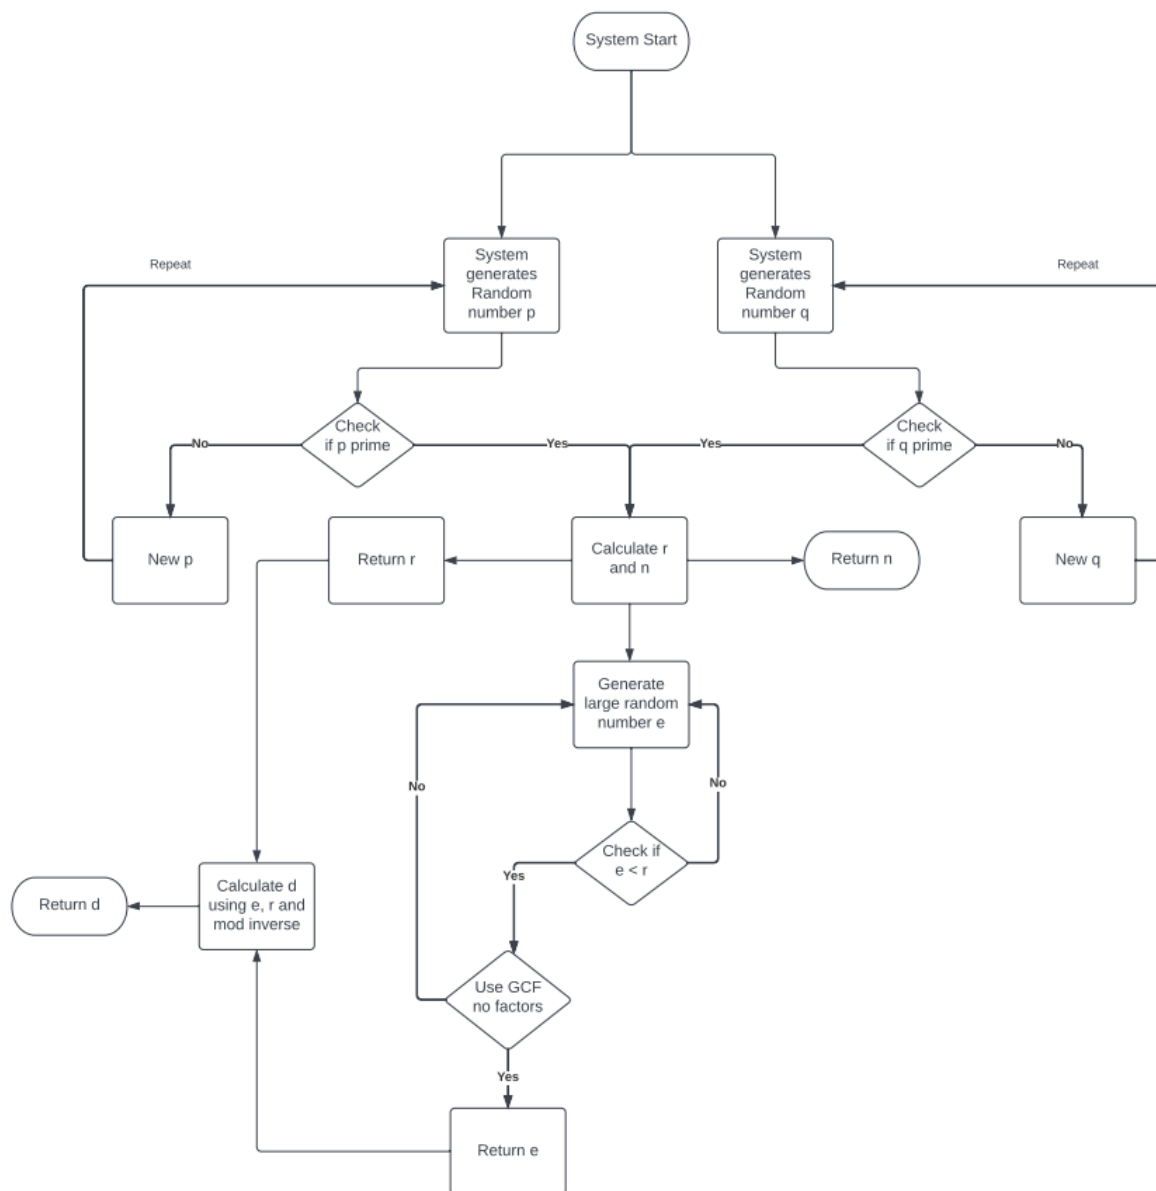 System Start
Repeat
System
generates
Random
number p
System
generates
Random
number q
Repeat
Check
if p prime
Check
if q prime
No
Yes
Yes
No
New p
Return r
Calculate r
and n
Return n
New q
Generate
large random
number e
No
No
Check if
e < r
Yes
Calculate d
using e, r and
mod inverse
Return d
Use GCF
no factors
Yes
Return e